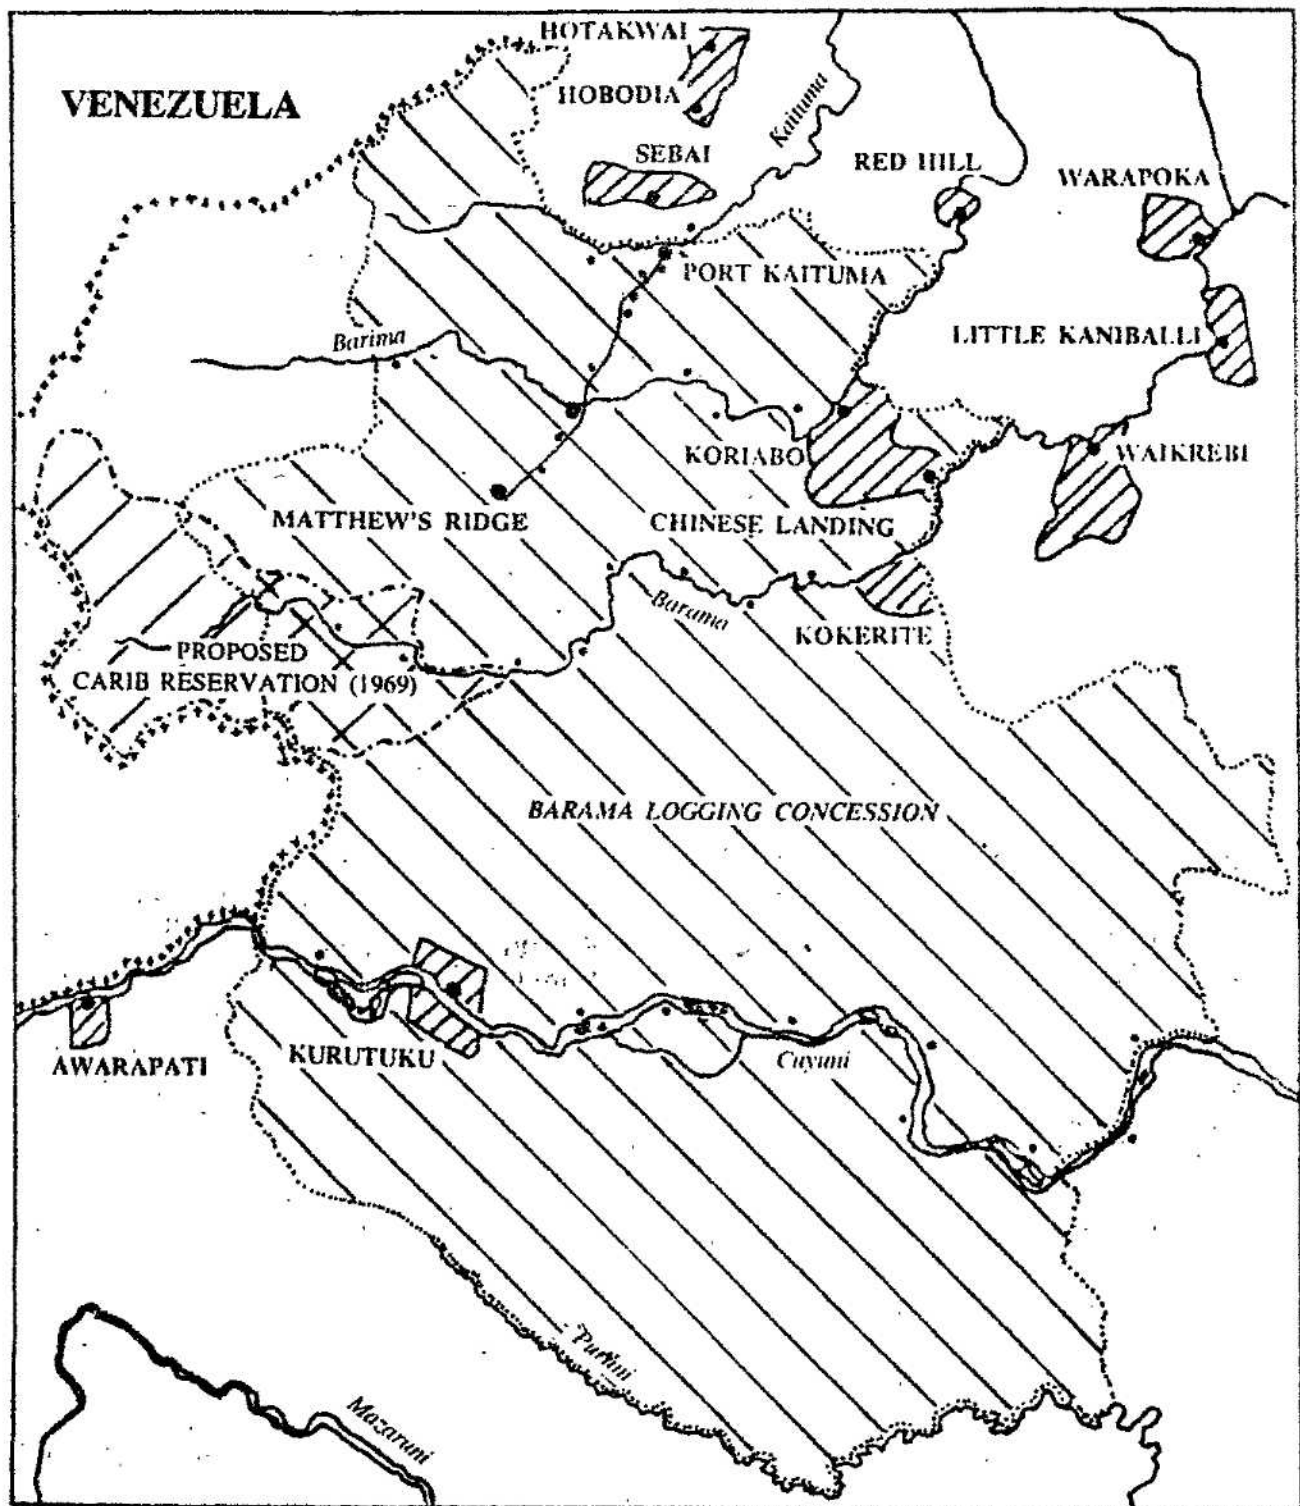 HOTAKWAI
VENEZUELA
HOBODIA
Kaituma
SEBAI
RED HILL
WARAPOKA
PORT KAITUMA
Barima
LITTLE KANIBALLI
KORIABO
WAIKREBI
MATTHEW'S RIDGE
CHINESE LANDING
Barama
KOKERITE
PROPOSED
CARIB RESERVATION (1969)
BARAMA LOGGING CONCESSION
AWARAPATI
KURUTUKU
Cuyuni
Puruni
Mazaruni